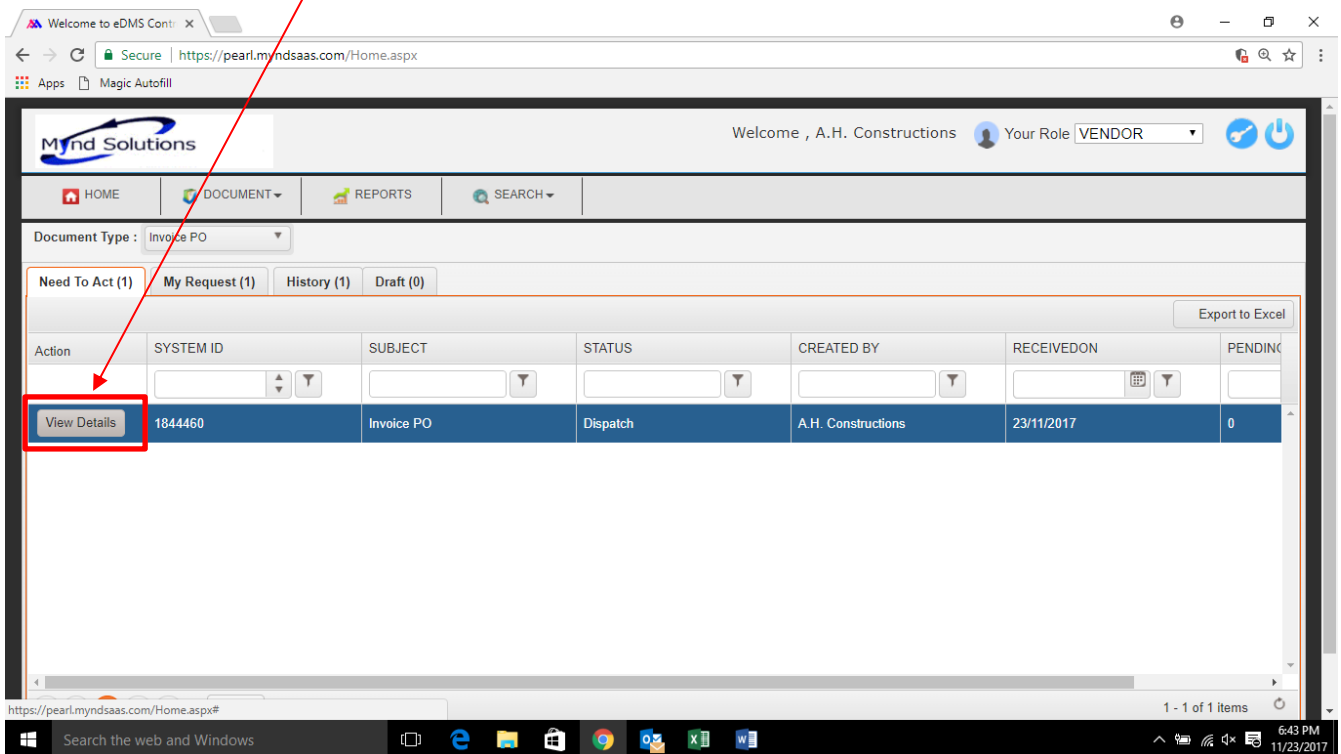 Welcome to eDMS Contr
Secure | https://pearl.myndsaas.com/Home.aspx
Apps Magic Autofill
Mynd Solutions
Welcome , A.H. Constructions Your Role VENDOR
HOME DOCUMENT REPORTS SEARCH
Document Type : Invoice PO
Need To Act (1) My Request (1) History (1) Draft (0)
Export to Excel
Action SYSTEM ID SUBJECT STATUS CREATED BY RECEIVEDON PENDING
View Details 1844460 Invoice PO Dispatch A.H. Constructions 23/11/2017 0
https://pearl.myndsaas.com/Home.aspx#
1 - 1 of 1 items
Search the web and Windows
6:43 PM
11/23/2017